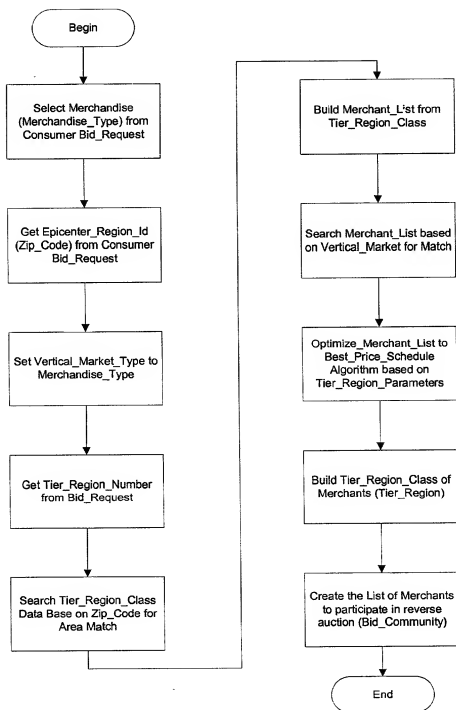 Begin
Select Merchandise
(Merchandise_Type) from
Consumer Bid_Request
Get Epicenter_Region_Id
(Zip_Code) from Consumer
Bid_Request
Set Vertical_Market_Type to
Merchandise_Type
Get Tier_Region_Number
from Bid_Request
Search Tier_Region_Class
Data Base on Zip_Code for
Area Match
Build Merchant_List from
Tier_Region_Class
Search Merchant_List based
on Vertical_Market for Match
Optimize_Merchant_List to
Best_Price_Schedule
Algorithm based on
Tier_Region_Parameters
Build Tier_Region_Class of
Merchants (Tier_Region)
Create the List of Merchants
to participate in reverse
auction (Bid_Community)
End